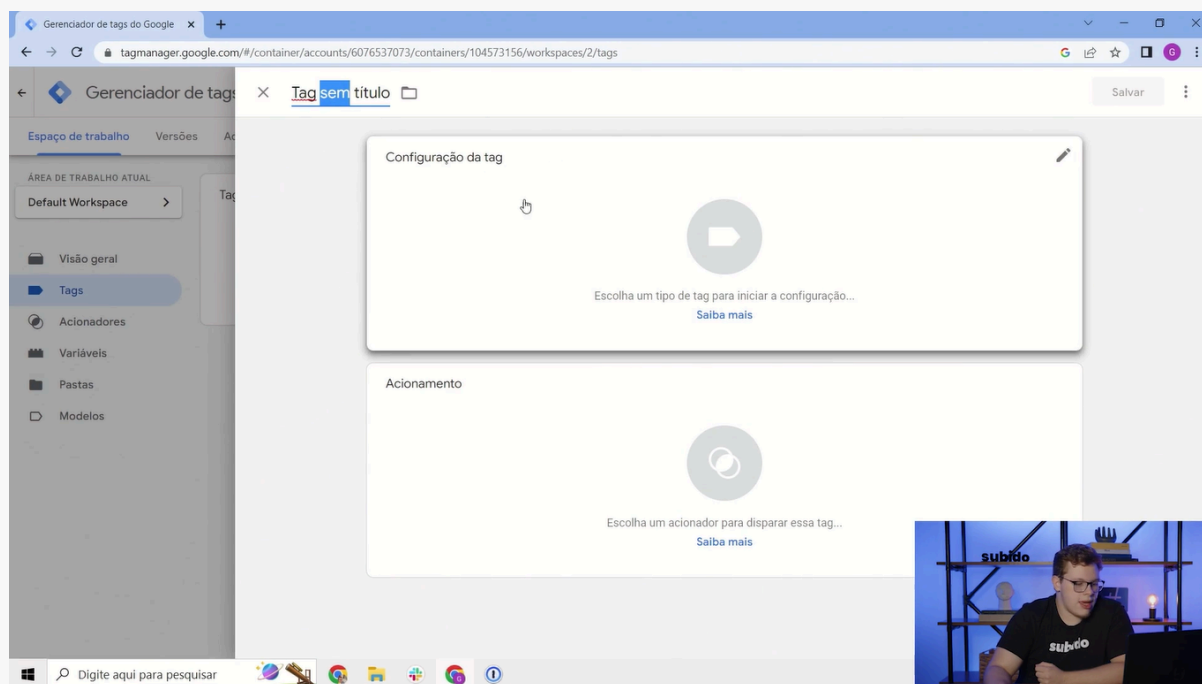 Gerenciador de tags do Google
tagmanager.google.com/#/container/accounts/6076537073/containers/104573156/workspaces/2/tags
Gerenciador de tags
Tag sem título
Salvar
Espaço de trabalho
Versões
ÁREA DE TRABALHO ATUAL
Default Workspace
Visão geral
Tags
Acionadores
Variáveis
Pastas
Modelos
Configuração da tag
Escolha um tipo de tag para iniciar a configuração...
Saiba mais
Acionamento
Escolha um acionador para disparar essa tag...
Saiba mais
subido
subido
Digite aqui para pesquisar